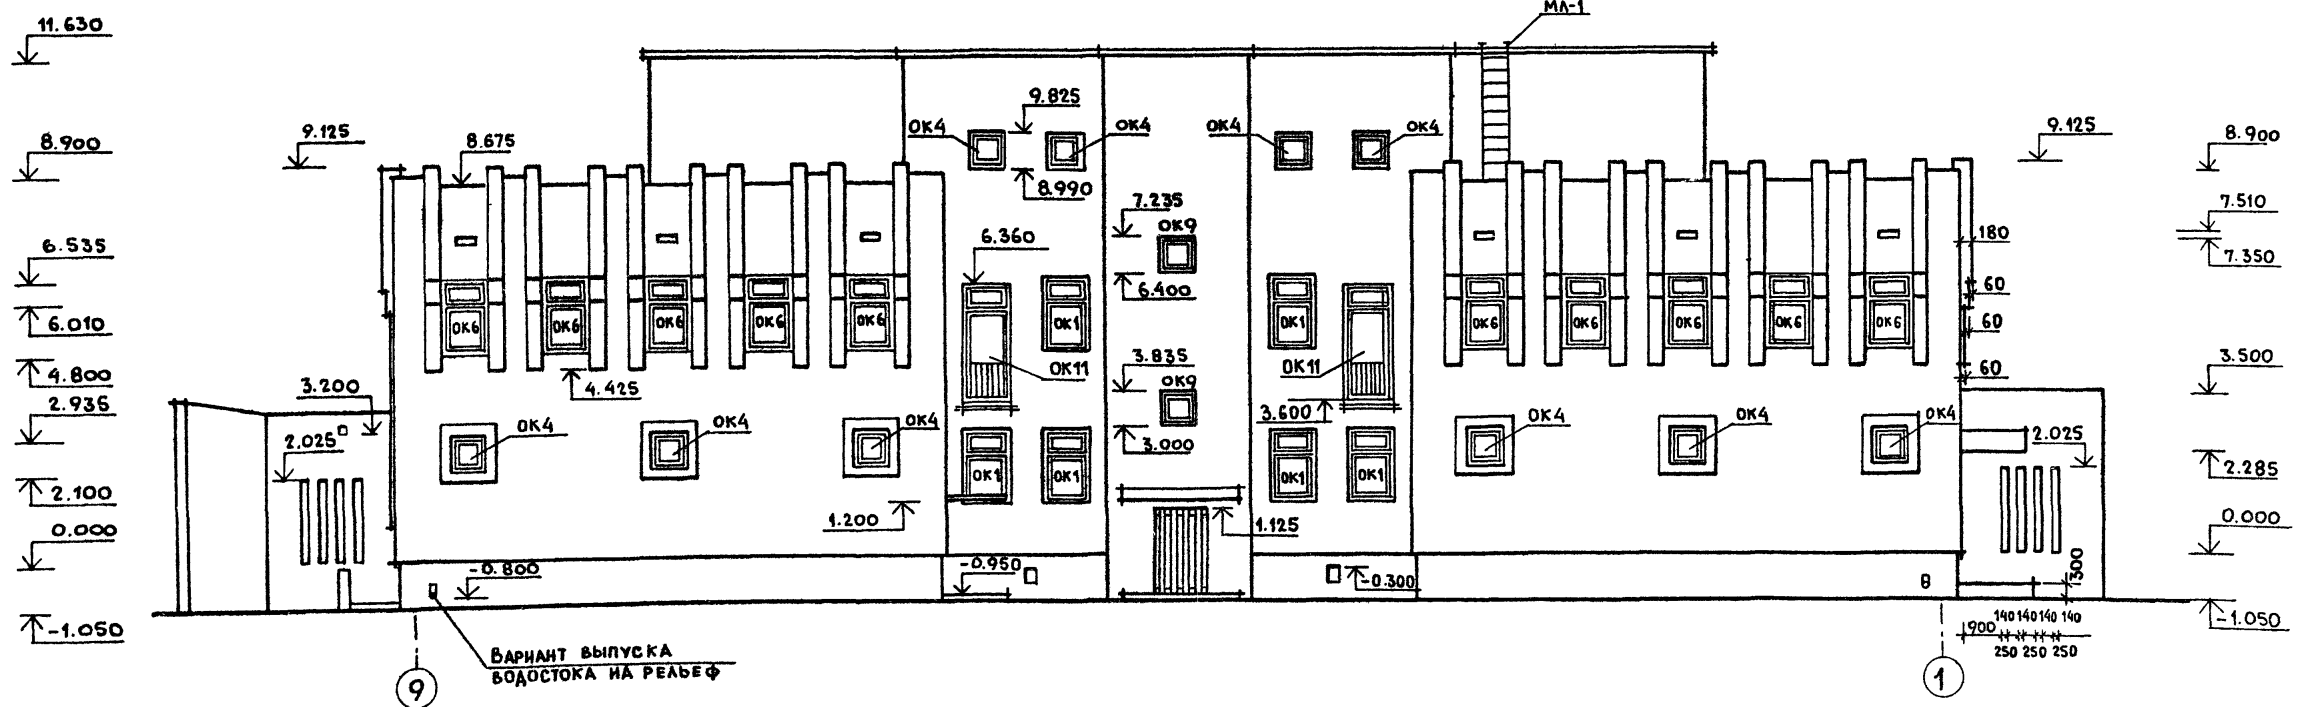 МЛ-1
11.630
9.825
9.125
8.900
8.675
ОК4
ОК4
ОК4
ОК4
9.125
8.900
8.990
7.235
ОК9
7.510
180
7.350
6.535
6.360
6.400
60
6.010
ОК6
ОК6
ОК6
ОК6
ОК6
ОК1
ОК1
ОК6
ОК6
ОК6
ОК6
ОК6
60
4.800
4.425
ОК11
3.835
ОК11
60
3.500
3.200
ОК9
2.935
3.600
ОК4
ОК4
ОК4
ОК4
ОК4
ОК4
2.025
3.000
2.025
2.285
2.100
ОК1
ОК1
ОК1
ОК1
1.200
1.125
0.000
0.000
-0.800
-0.950
-0.300
300
-1.050
-1.050
900
140 140 140 140
250 250 250
ВАРИАНТ ВЫПУСКА
ВОДОСТОКА НА РЕЛЬЕФ
9
1